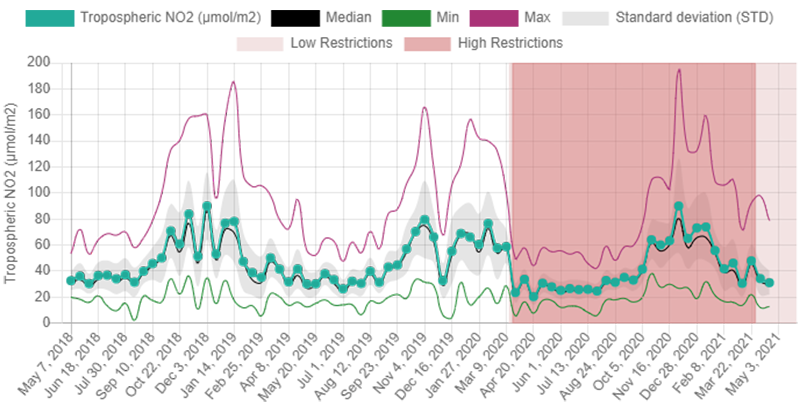 Tropospheric NO2 (µmol/m2) Median Min Max Standard deviation (STD)
Low Restrictions High Restrictions
Tropospheric NO2 (µmol/m2)
200
180
160
140
120
100
80
60
40
20
0
May 7, 2018
Jun 18, 2018
Jul 30, 2018
Sep 10, 2018
Oct 22, 2018
Dec 3, 2018
Jan 14, 2019
Feb 25, 2019
Apr 8, 2019
May 20, 2019
Jul 1, 2019
Aug 12, 2019
Sep 23, 2019
Nov 4, 2019
Dec 16, 2019
Jan 27, 2020
Mar 9, 2020
Apr 20, 2020
Jun 1, 2020
Jul 13, 2020
Aug 24, 2020
Oct 5, 2020
Nov 16, 2020
Dec 28, 2020
Feb 8, 2021
Mar 22, 2021
May 3, 2021